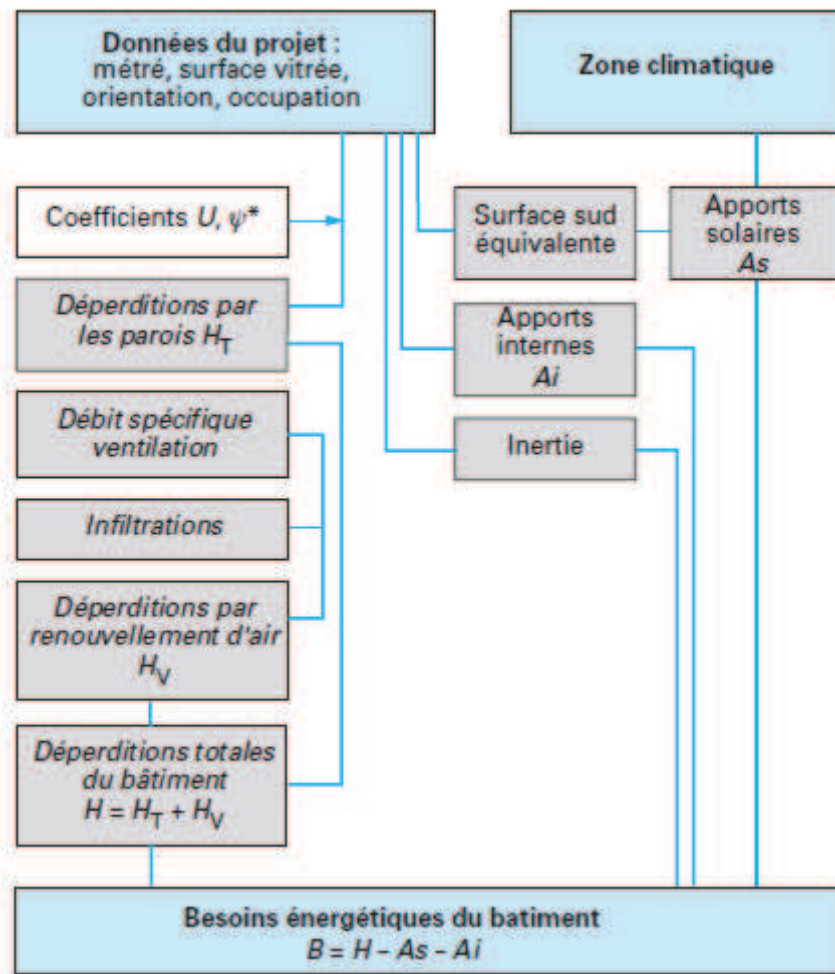 Données du projet :
métré, surface vitrée,
orientation, occupation
Zone climatique
Coefficients U, ψ*
Surface sud
équivalente
Apports
solaires
As
Déperditions par
les parois HT
Apports
internes
Ai
Débit spécifique
ventilation
Inertie
Infiltrations
Déperditions par
renouvellement d'air
HV
Déperditions totales
du bâtiment
H = HT + HV
Besoins énergétiques du batiment
B = H – As – Ai